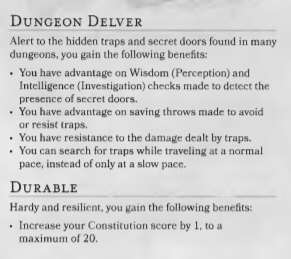 DUNGEON DELVER
Alert to the hidden traps and secret doors found in many
dungeons, you gain the following benefits:
• You have advantage on Wisdom (Perception) and
Intelligence (Investigation) checks made to detect the
presence of secret doors.
• You have advantage on saving throws made to avoid
or resist traps.
• You have resistance to the damage dealt by traps.
• You can search for traps while traveling at a normal
pace, instead of only at a slow pace.
DURABLE
Hardy and resilient, you gain the following benefits:
• Increase your Constitution score by 1, to a
maximum of 20.